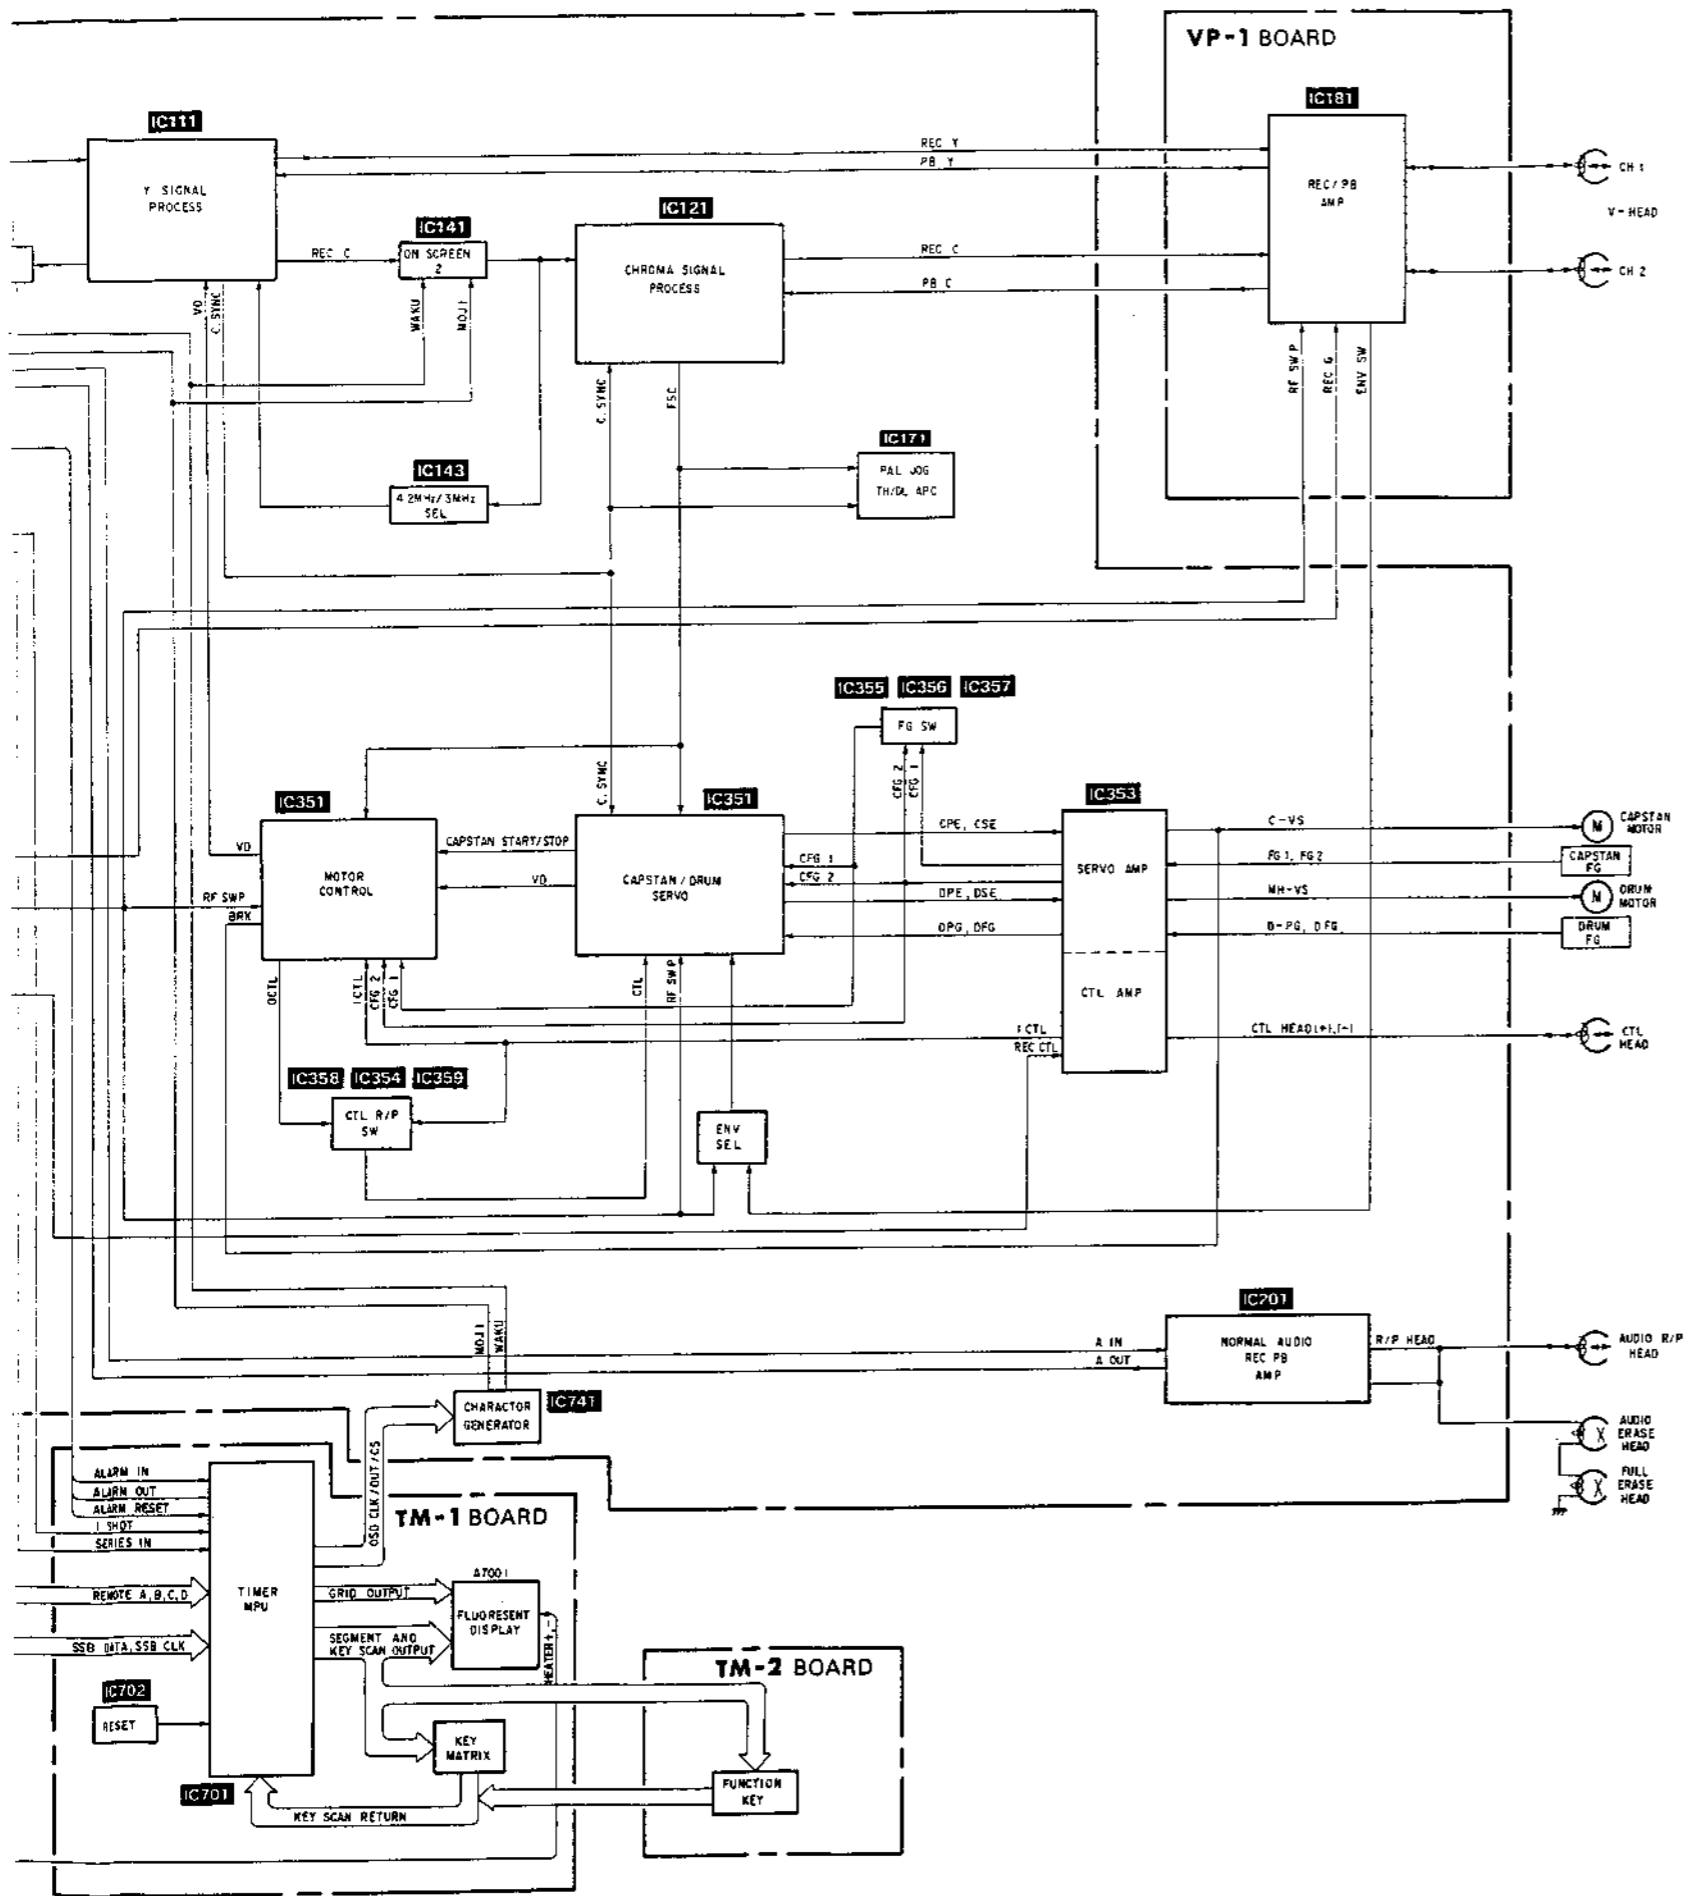 VP-1 BOARD
IC181
IC111
REC Y
PB Y
Y SIGNAL
PROCESS
REC/PB
AMP
CH 1
V-HEAD
CH 2
IC121
IC141
REC C
ON SCREEN
2
CHROMA SIGNAL
PROCESS
REC C
PB C
VD
C.SYNC
WAKU
MOJI
C.SYNC
FSC
RF SWP
REC G
ENV SW
IC171
PAL JOG
TH/DL APC
IC143
4.2MHz/3MHz
SEL
IC355 IC356 IC357
FG SW
CFG 2
CFG 1
C.SYNC
IC351
IC351
IC353
CAPSTAN START/STOP
VD
VD
MOTOR
CONTROL
CAPSTAN/DRUM
SERVO
CPE, CSE
CFG 1
CFG 2
DPE, DSE
DPG, DFG
SERVO AMP
CTL AMP
C-VS
FG1, FG2
MH-VS
D-PG, DFG
M
CAPSTAN
MOTOR
CAPSTAN
FG
M
DRUM
MOTOR
DRUM
FG
RF SWP
BRK
OCTL
ICTL
CFG 2
CFG 1
CTL
RF SWP
I CTL
REC CTL
CTL HEAD(+),(-)
CTL
HEAD
IC358 IC354 IC359
CTL R/P
SW
ENV
SEL
IC201
MOJI
WAKU
A IN
A OUT
NORMAL AUDIO
REC PB
AMP
R/P HEAD
AUDIO R/P
HEAD
CHARACTOR
GENERATOR
IC741
AUDIO
ERASE
HEAD
FULL
ERASE
HEAD
ALARM IN
ALARM OUT
ALARM RESET
1 SHOT
SERIES IN
OSD CLK/OUT/CS
TM-1 BOARD
REMOTE A,B,C,D
TIMER
MPU
GRID OUTPUT
A7001
FLUORESENT
DISPLAY
SSB DATA, SSB CLK
SEGMENT AND
KEY SCAN OUTPUT
HEATER+,-
TM-2 BOARD
IC702
RESET
KEY
MATRIX
FUNCTION
KEY
IC701
KEY SCAN RETURN